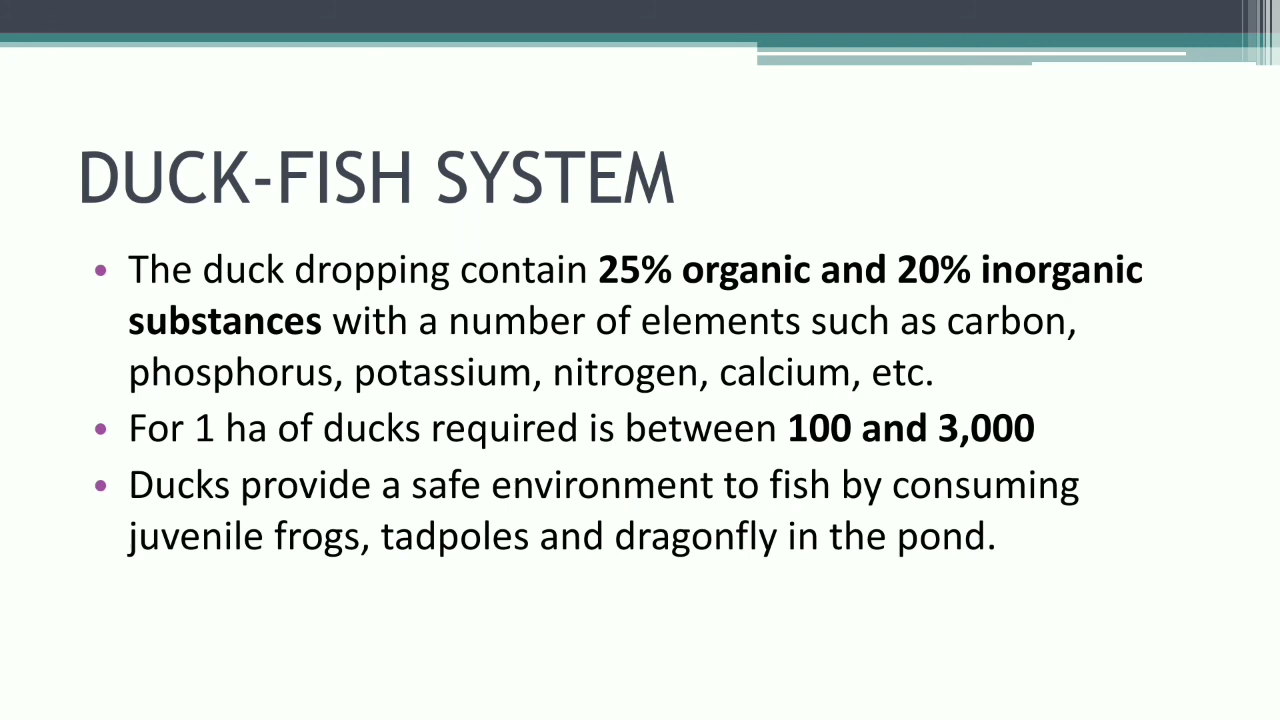 DUCK-FISH SYSTEM
• The duck dropping contain 25% organic and 20% inorganic
substances with a number of elements such as carbon,
phosphorus, potassium, nitrogen, calcium, etc.
• For 1 ha of ducks required is between 100 and 3,000
• Ducks provide a safe environment to fish by consuming
juvenile frogs, tadpoles and dragonfly in the pond.